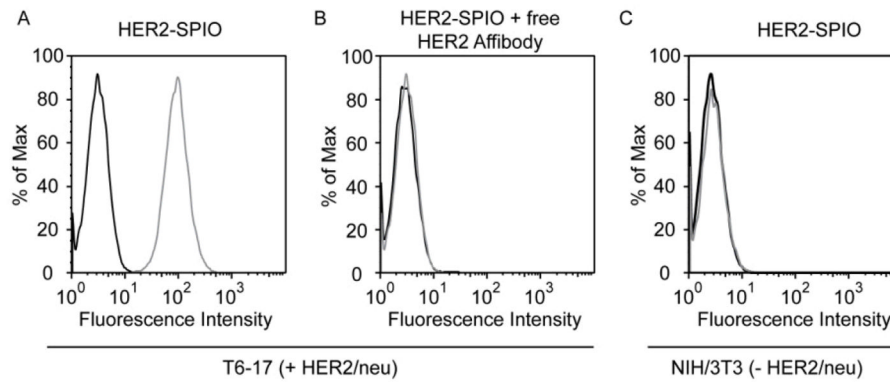 A
HER2-SPIO
% of Max
100
80
60
40
20
0
10^0 10^1 10^2 10^3
Fluorescence Intensity
B
HER2-SPIO + free
HER2 Affibody
% of Max
100
80
60
40
20
0
10^0 10^1 10^2 10^3
Fluorescence Intensity
T6-17 (+ HER2/neu)
C
HER2-SPIO
% of Max
100
80
60
40
20
0
10^0 10^1 10^2 10^3
Fluorescence Intensity
NIH/3T3 (- HER2/neu)